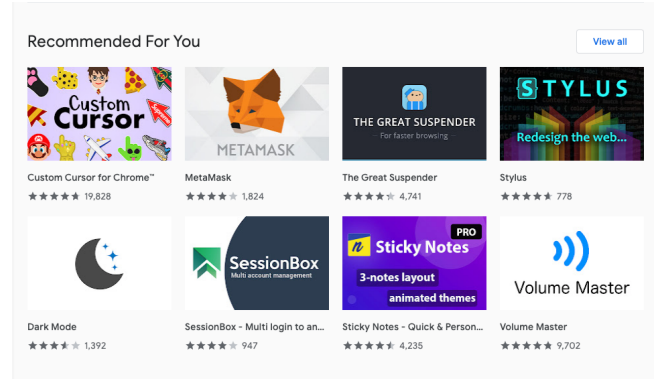 Recommended For You
View all
Custom
Cursor
METAMASK
THE GREAT SUSPENDER
For faster browsing
STYLUS
Redesign the web...
Custom Cursor for Chrome™
19,828
MetaMask
1,824
The Great Suspender
4,741
Stylus
778
SessionBox
Multi account management
PRO
n Sticky Notes
3-notes layout
animated themes
Volume Master
Dark Mode
1,392
SessionBox - Multi login to an...
947
Sticky Notes - Quick & Person...
4,235
Volume Master
9,702